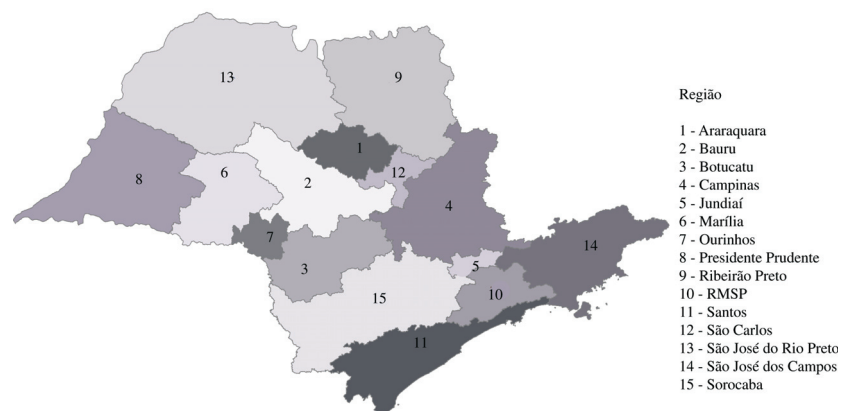 13
9
1
12
6
8
2
4
7
14
5
3
10
15
11
Região
1 - Araraquara
2 - Bauru
3 - Botucatu
4 - Campinas
5 - Jundiaí
6 - Marília
7 - Ourinhos
8 - Presidente Prudente
9 - Ribeirão Preto
10 - RMSP
11 - Santos
12 - São Carlos
13 - São José do Rio Preto
14 - São José dos Campos
15 - Sorocaba